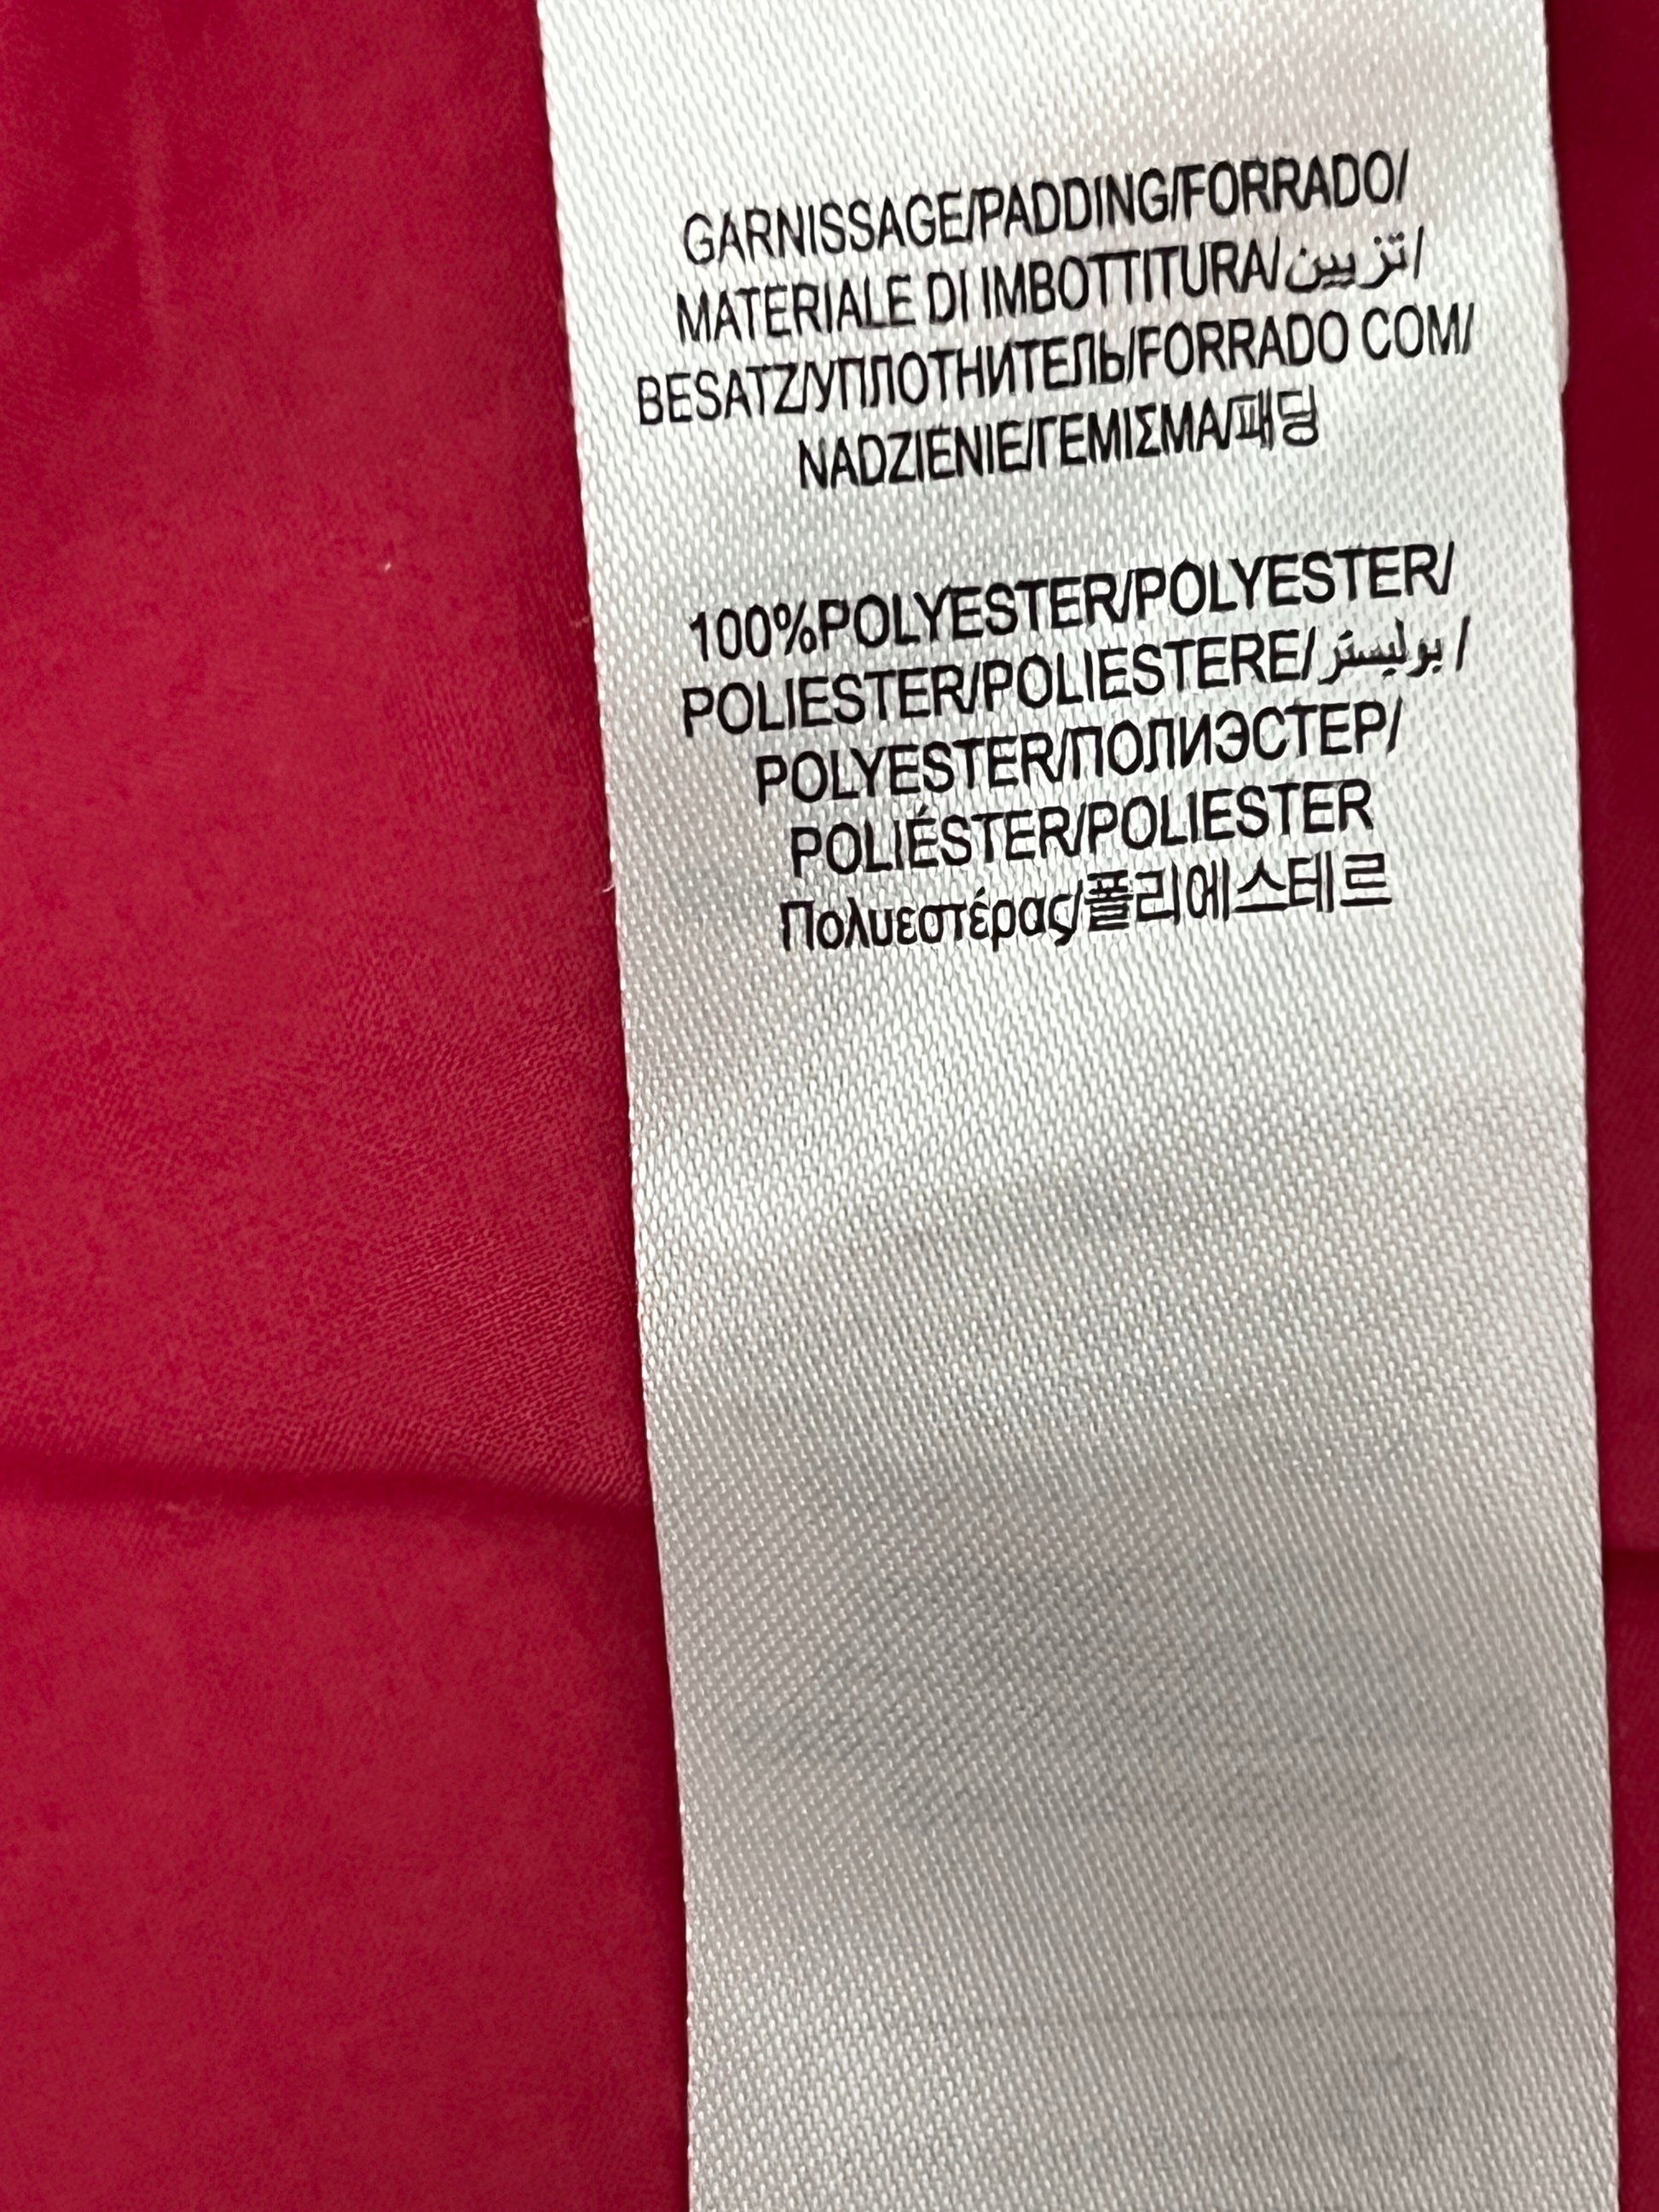 GARNISSAGE/PADDING/FORRADO/
MATERIALE DI IMBOTTITURA/تزيين/
BESATZ/УПЛОТНИТЕЛЬ/FORRADO COM/
NADZIENIE/ΓΕΜΙΣΜΑ/패딩
100%POLYESTER/POLYESTER/
POLIESTER/POLIESTERE/بوليستر/
POLYESTER/ПОЛИЭСТЕР/
POLIÉSTER/POLIESTER
Πολυεστέρας/폴리에스테르